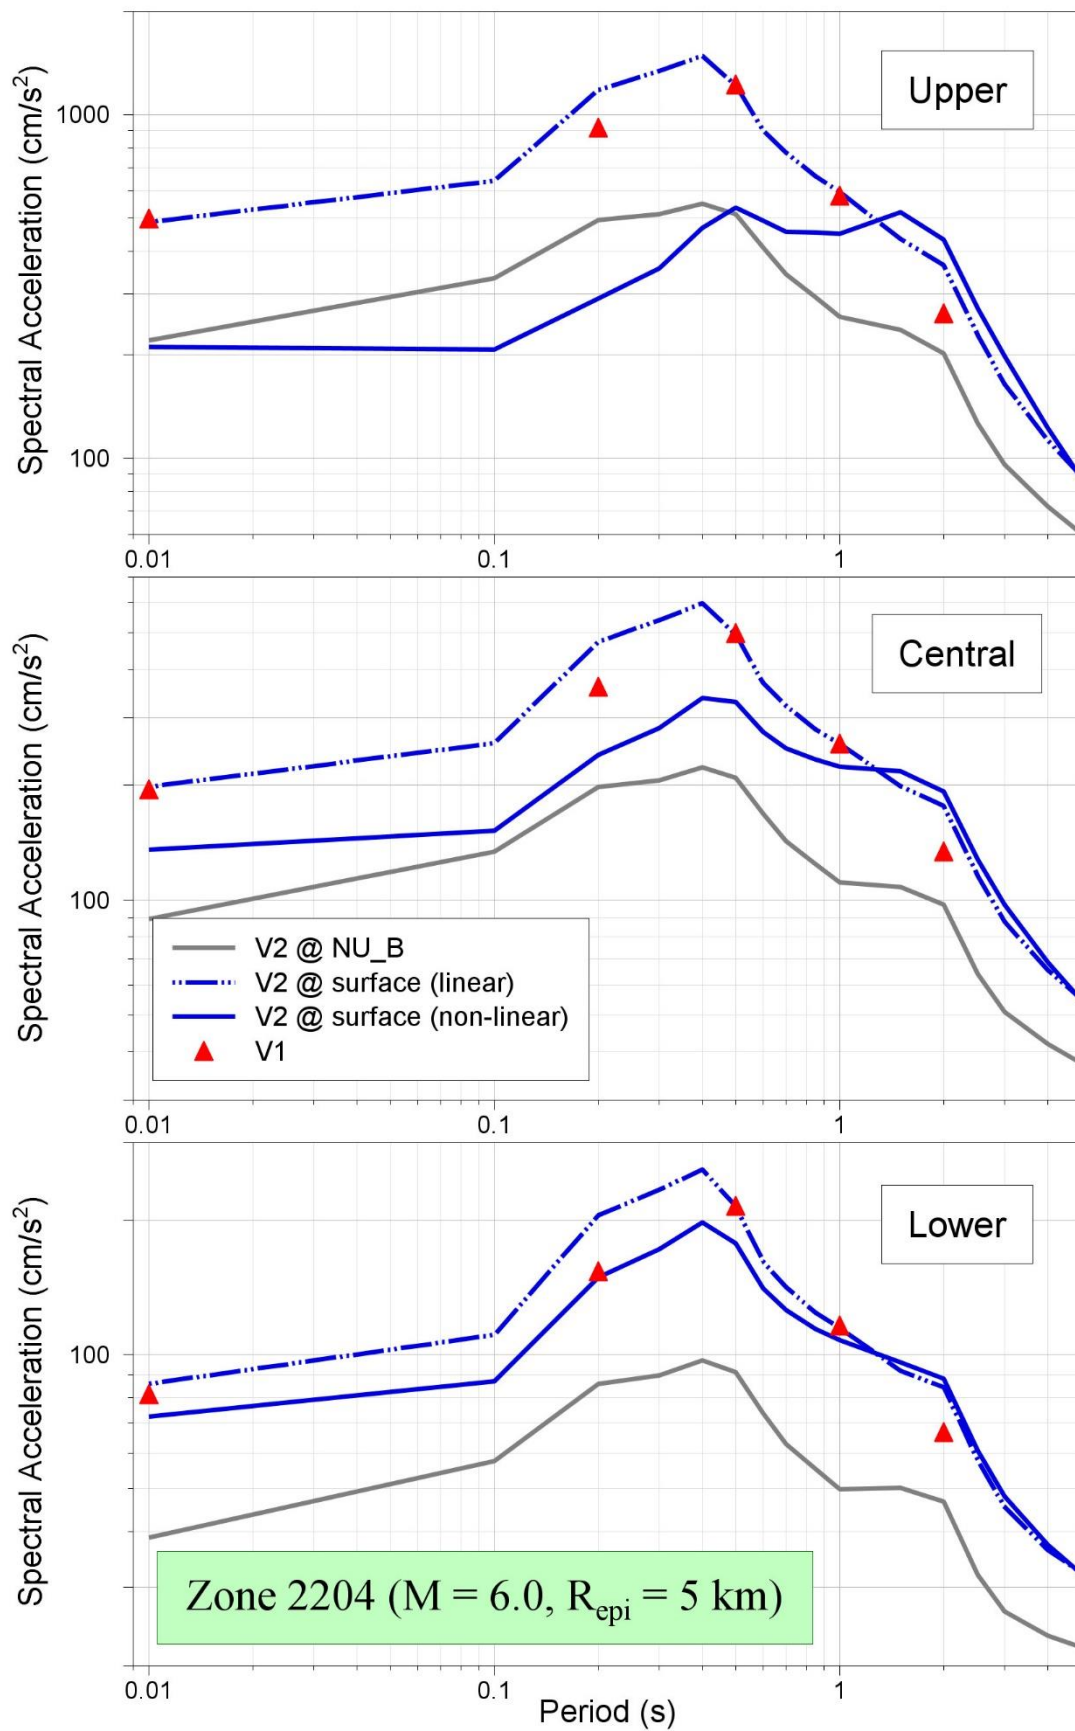 Spectral Acceleration (cm/s²)
1000
100
Upper
0.01 0.1 1
Spectral Acceleration (cm/s²)
100
Central
V2 @ NU_B
V2 @ surface (linear)
V2 @ surface (non-linear)
V1
0.01 0.1 1
Spectral Acceleration (cm/s²)
100
Lower
Zone 2204 (M = 6.0, Repi = 5 km)
0.01 0.1 1
Period (s)